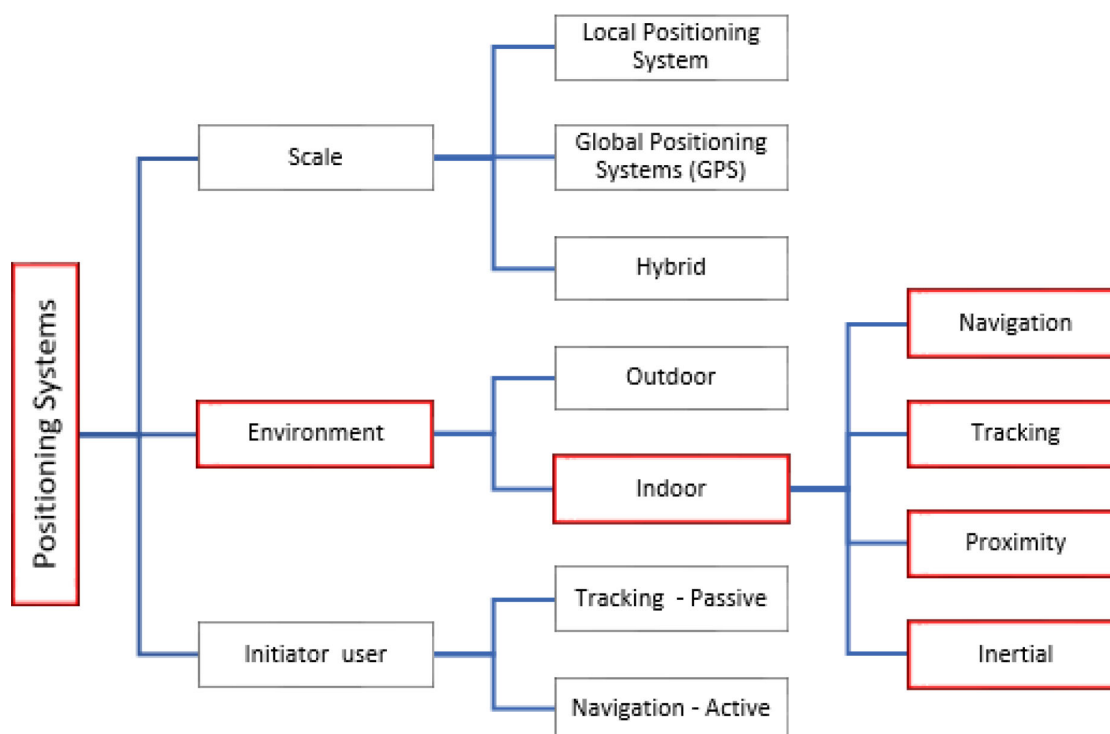 Positioning Systems
Scale
Local Positioning
System
Global Positioning
Systems (GPS)
Hybrid
Environment
Outdoor
Indoor
Navigation
Tracking
Proximity
Inertial
Initiator user
Tracking - Passive
Navigation - Active